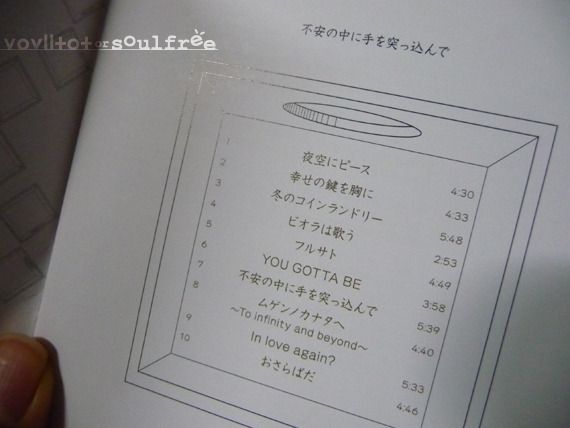 不安の中に手を突っ込んで
1 夜空にピース 4:30
2 幸せの鍵を胸に 4:33
3 冬のコインランドリー 5:48
4 ビオラは歌う 2:53
5 フルサト 4:49
6 YOU GOTTA BE 3:58
7 不安の中に手を突っ込んで 5:39
8 ムゲンノカナタヘ 4:40
~To infinity and beyond~
9 In love again? 5:33
10 おさらばだ 4:46